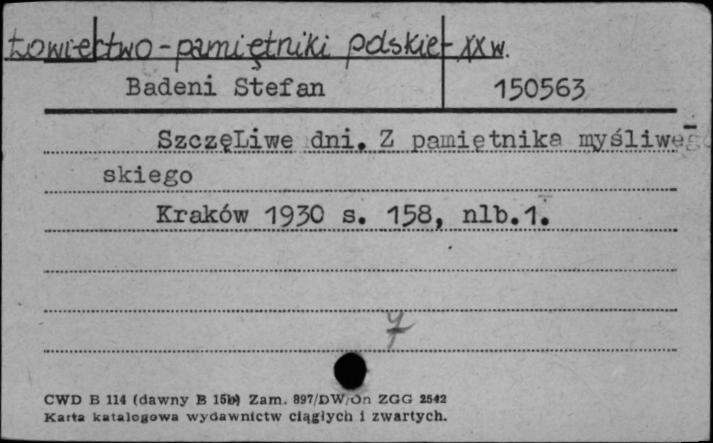 Łowiectwo - pamiętniki polskie - XX w.
Badeni Stefan 150563
SzczęLiwe dni. Z pamiętnika myśliweg
skiego
Kraków 1930 s. 158, nlb.1.
CWD B 114 (dawny B 15b) Zam. 897/DW/On ZGG 2542
Karta katalogowa wydawnictw ciągłych i zwartych.